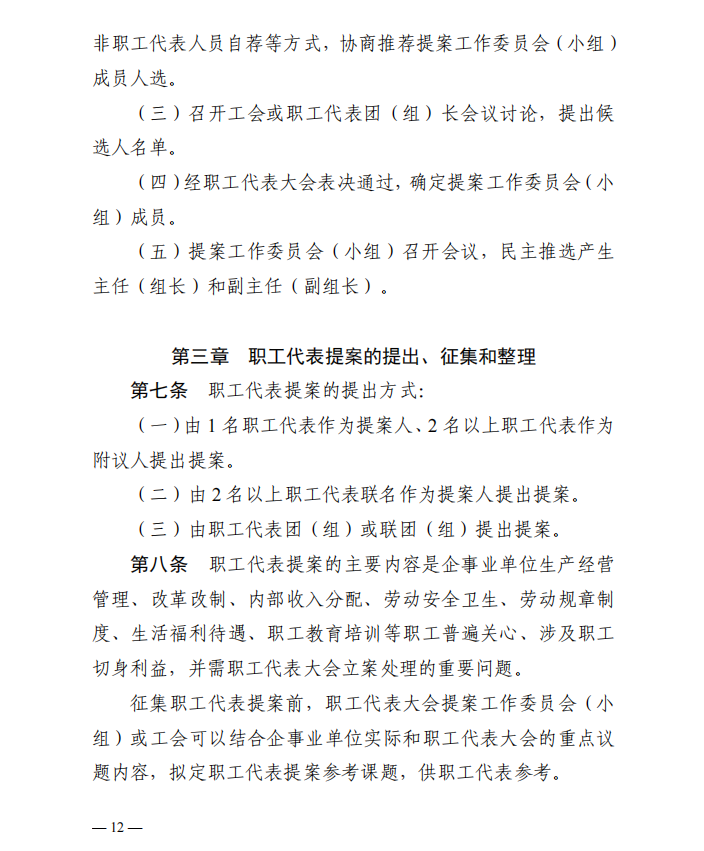 非职工代表人员自荐等方式，协商推荐提案工作委员会（小组）
成员人选。
（三）召开工会或职工代表团（组）长会议讨论，提出候
选人名单。
（四）经职工代表大会表决通过，确定提案工作委员会（小
组）成员。
（五）提案工作委员会（小组）召开会议，民主推选产生
主任（组长）和副主任（副组长）。
第三章　职工代表提案的提出、征集和整理
第七条　职工代表提案的提出方式：
（一）由 1 名职工代表作为提案人、2 名以上职工代表作为
附议人提出提案。
（二）由 2 名以上职工代表联名作为提案人提出提案。
（三）由职工代表团（组）或联团（组）提出提案。
第八条　职工代表提案的主要内容是企事业单位生产经营
管理、改革改制、内部收入分配、劳动安全卫生、劳动规章制
度、生活福利待遇、职工教育培训等职工普遍关心、涉及职工
切身利益，并需职工代表大会立案处理的重要问题。
征集职工代表提案前，职工代表大会提案工作委员会（小
组）或工会可以结合企事业单位实际和职工代表大会的重点议
题内容，拟定职工代表提案参考课题，供职工代表参考。
— 12 —